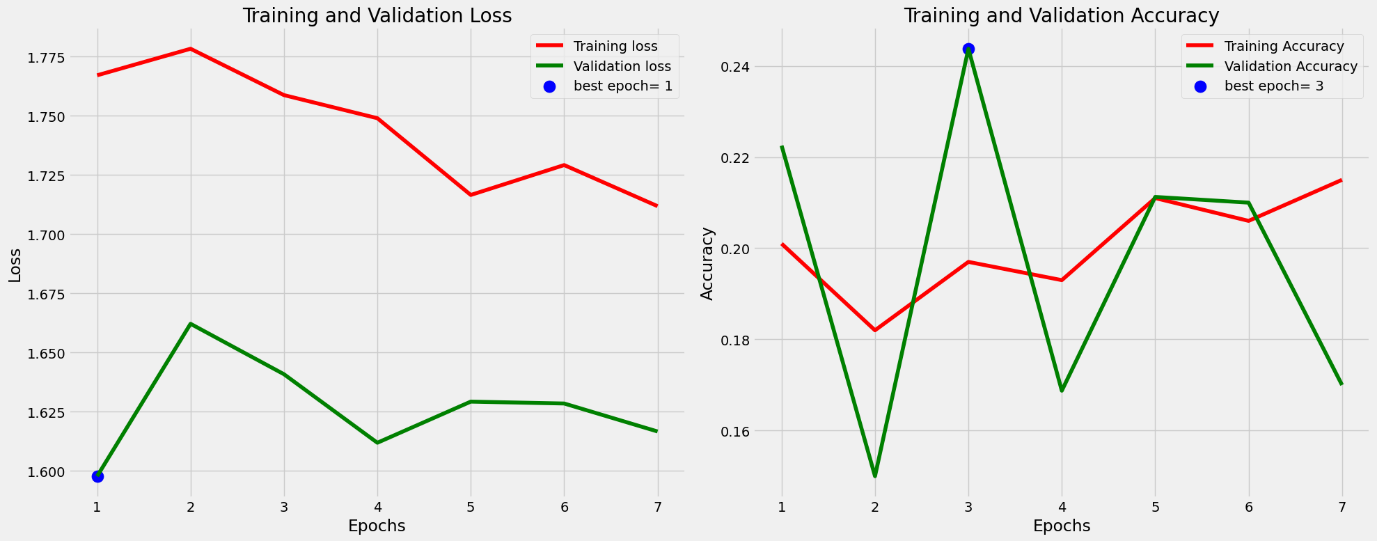 Training and Validation Loss
Training loss
Validation loss
best epoch= 1
1.775
1.750
1.725
1.700
1.675
1.650
1.625
1.600
Loss
1 2 3 4 5 6 7
Epochs
Training and Validation Accuracy
Training Accuracy
Validation Accuracy
best epoch= 3
0.24
0.22
0.20
0.18
0.16
Accuracy
1 2 3 4 5 6 7
Epochs